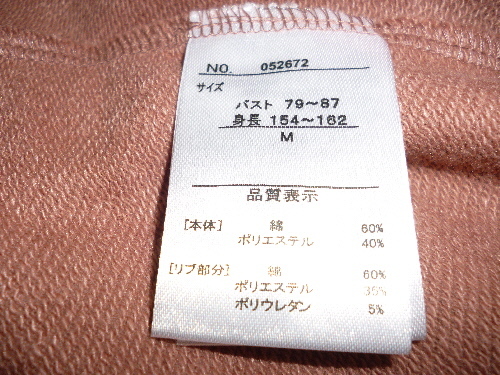 NO. 052672
サイズ
バスト 79～87
身長 154～162
M
品質表示
[本体] 綿 60%
ポリエステル 40%
[リブ部分] 綿 60%
ポリエステル 35%
ポリウレタン 5%